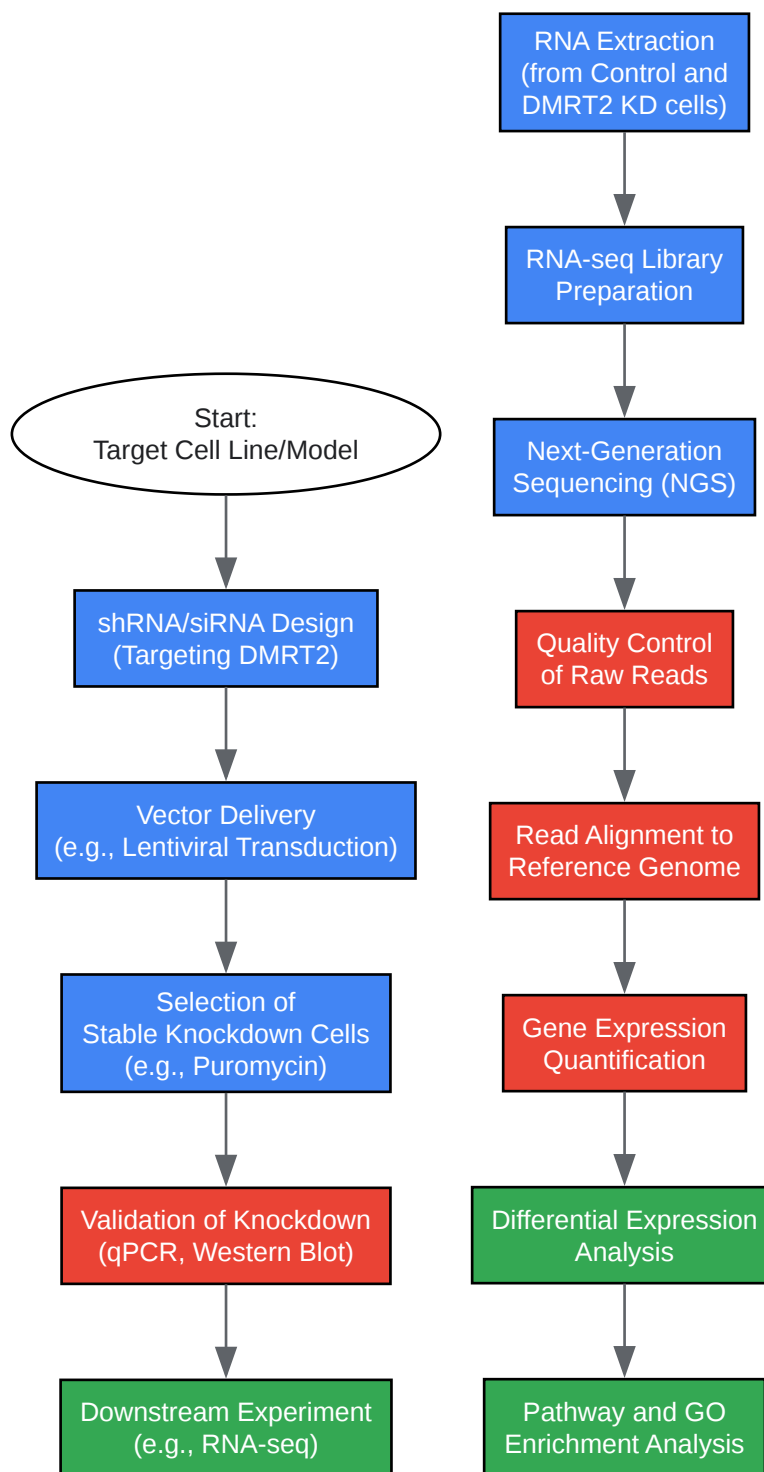 Start:
Target Cell Line/Model
shRNA/siRNA Design
(Targeting DMRT2)
Vector Delivery
(e.g., Lentiviral Transduction)
Selection of
Stable Knockdown Cells
(e.g., Puromycin)
Validation of Knockdown
(qPCR, Western Blot)
Downstream Experiment
(e.g., RNA-seq)
RNA Extraction
(from Control and
DMRT2 KD cells)
RNA-seq Library
Preparation
Next-Generation
Sequencing (NGS)
Quality Control
of Raw Reads
Read Alignment to
Reference Genome
Gene Expression
Quantification
Differential Expression
Analysis
Pathway and GO
Enrichment Analysis